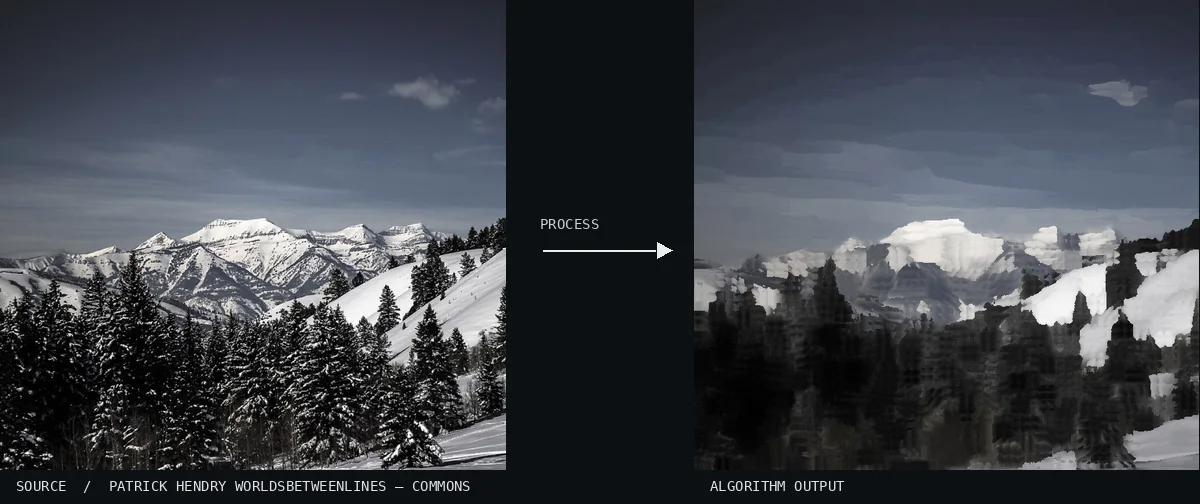 PROCESS
SOURCE / PATRICK HENDRY WORLDSBETWEENLINES — COMMONS
ALGORITHM OUTPUT